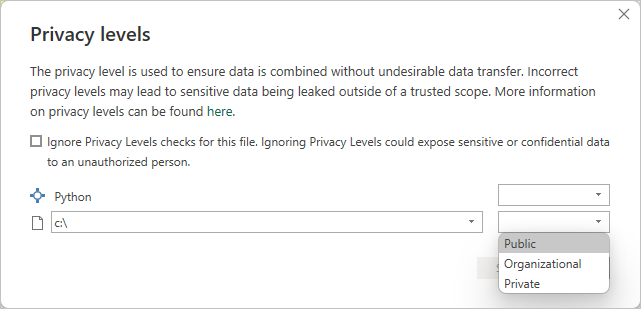 Privacy levels
The privacy level is used to ensure data is combined without undesirable data transfer. Incorrect
privacy levels may lead to sensitive data being leaked outside of a trusted scope. More information
on privacy levels can be found here.
Ignore Privacy Levels checks for this file. Ignoring Privacy Levels could expose sensitive or confidential data
to an unauthorized person.
Python
c:\
Public
Organizational
Private